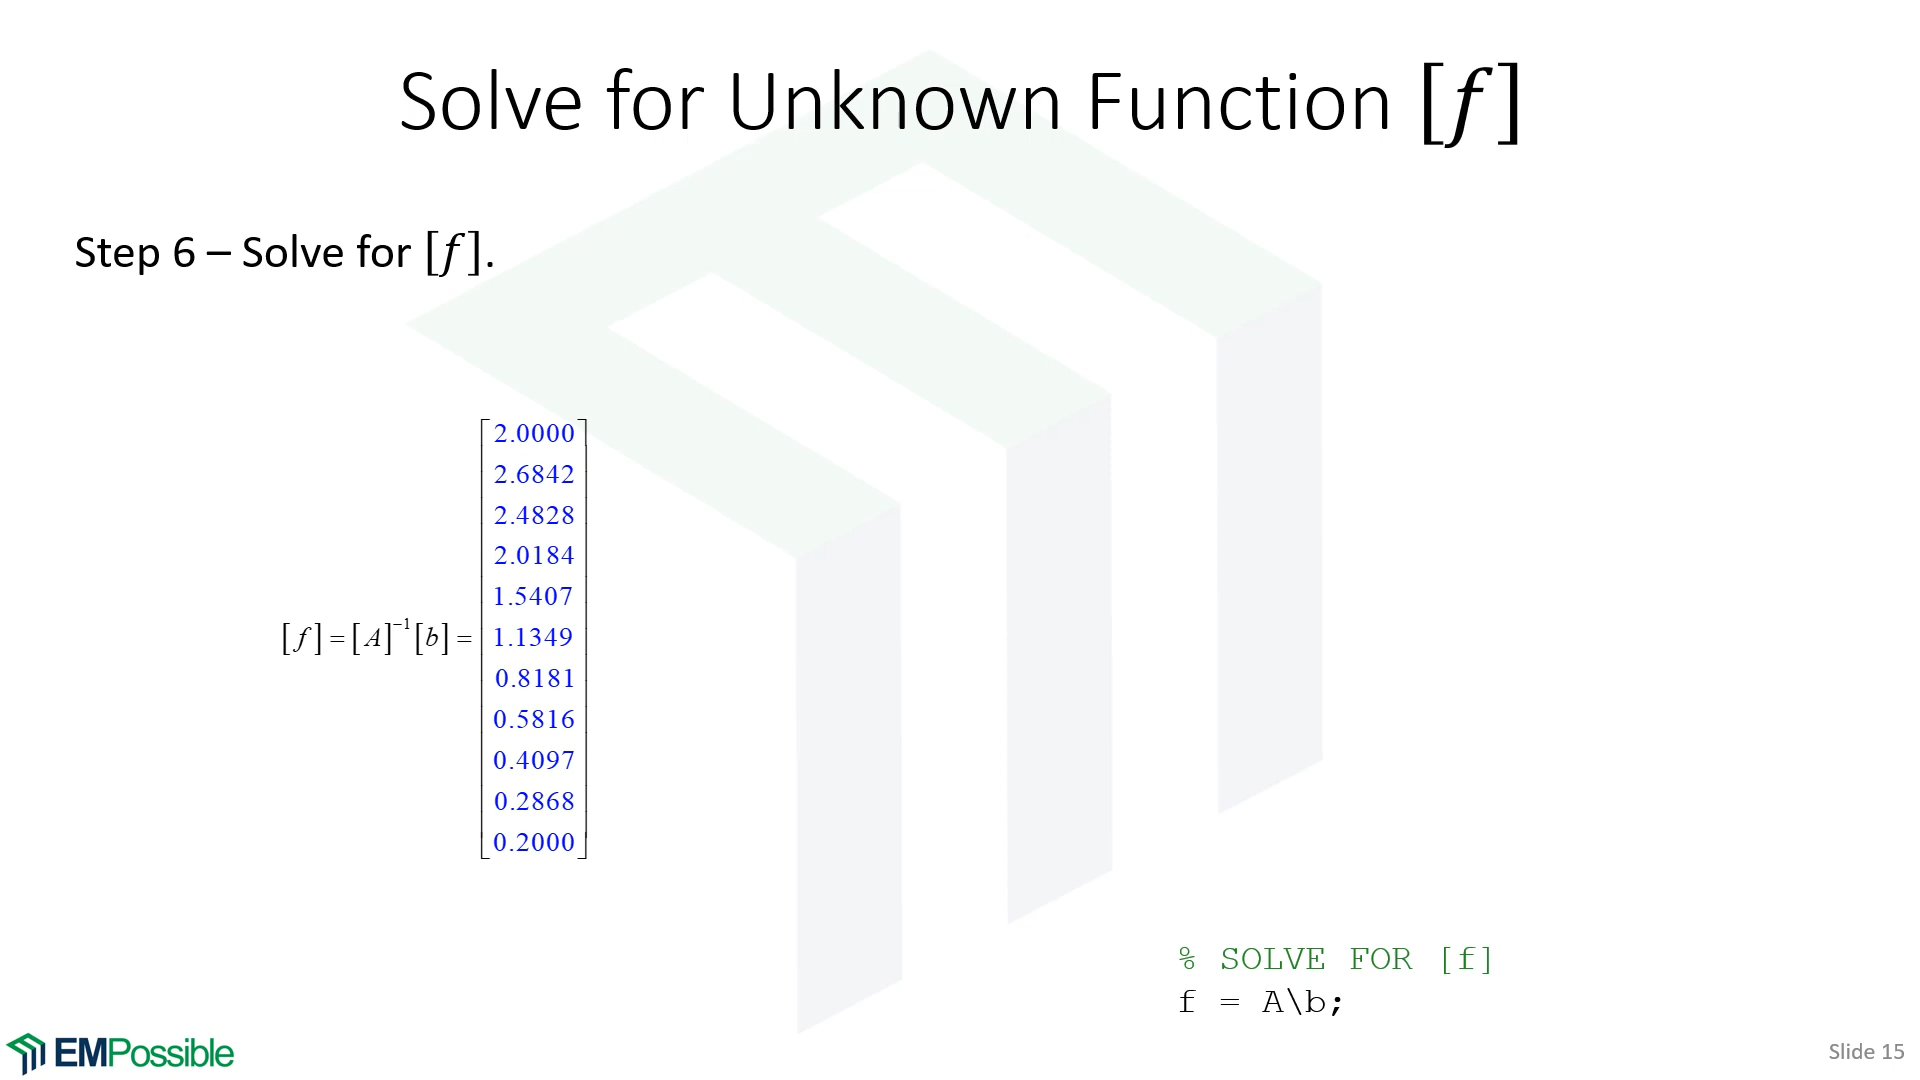 Solve for Unknown Function [f]
Step 6 – Solve for [f].
[f] = [A]⁻¹[b] =
2.0000
2.6842
2.4828
2.0184
1.5407
1.1349
0.8181
0.5816
0.4097
0.2868
0.2000
% SOLVE FOR [f]
f = A\b;
EMPossible
Slide 15